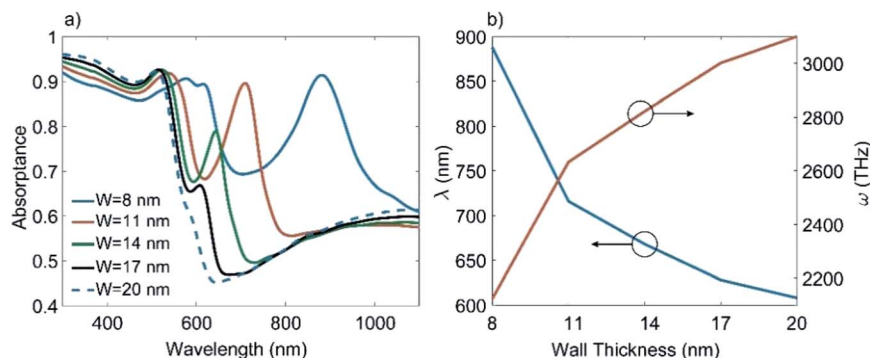 a)
1
0.9
0.8
0.7
0.6
0.5
0.4
Absorptance
W=8 nm
W=11 nm
W=14 nm
W=17 nm
W=20 nm
400 600 800 1000
Wavelength (nm)
b)
900
850
800
750
700
650
600
λ (nm)
3000
2800
2600
2400
2200
ω (THz)
8 11 14 17 20
Wall Thickness (nm)